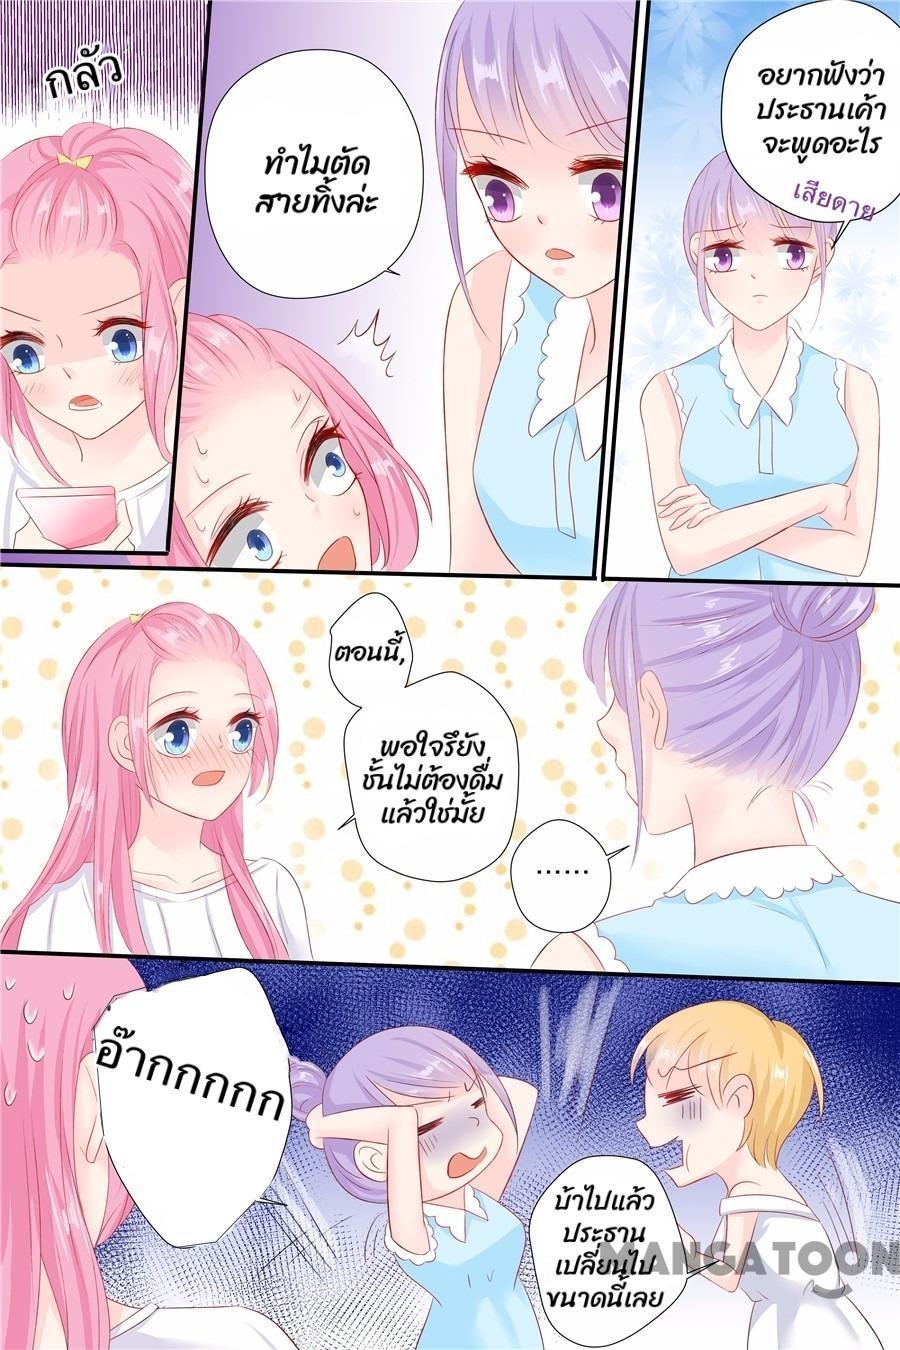 กลัว
ทำไมตัด
สายทิ้งล่ะ
อยากฟังว่า
ประธานเค้า
จะพูดอะไร
เสียดาย
ตอนนี้,
พอใจรึยัง
ชั้นไม่ต้องดื่ม
แล้วใช่มั้ย
......
อ๊ากกกกก
บ้าไปแล้ว
ประธาน
เปลี่ยนไป
ขนาดนี้เลย
MANGATOON